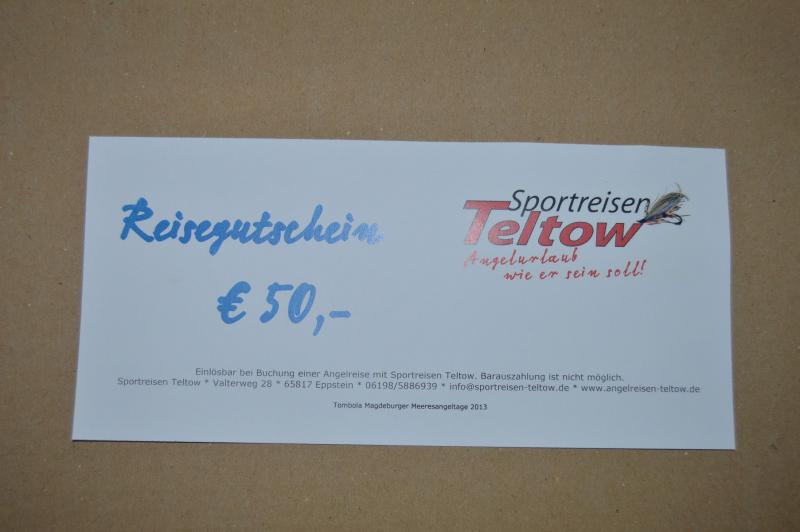 Reisegutschein
€ 50,-
Sportreisen
Teltow
Angelurlaub
wie er sein soll!
Einlösbar bei Buchung einer Angelreise mit Sportreisen Teltow. Barauszahlung ist nicht möglich.
Sportreisen Teltow * Valterweg 28 * 65817 Eppstein * 06198/5886939 * info@sportreisen-teltow.de * www.angelreisen-teltow.de
Tombola Magdeburger Meeresangeltage 2013